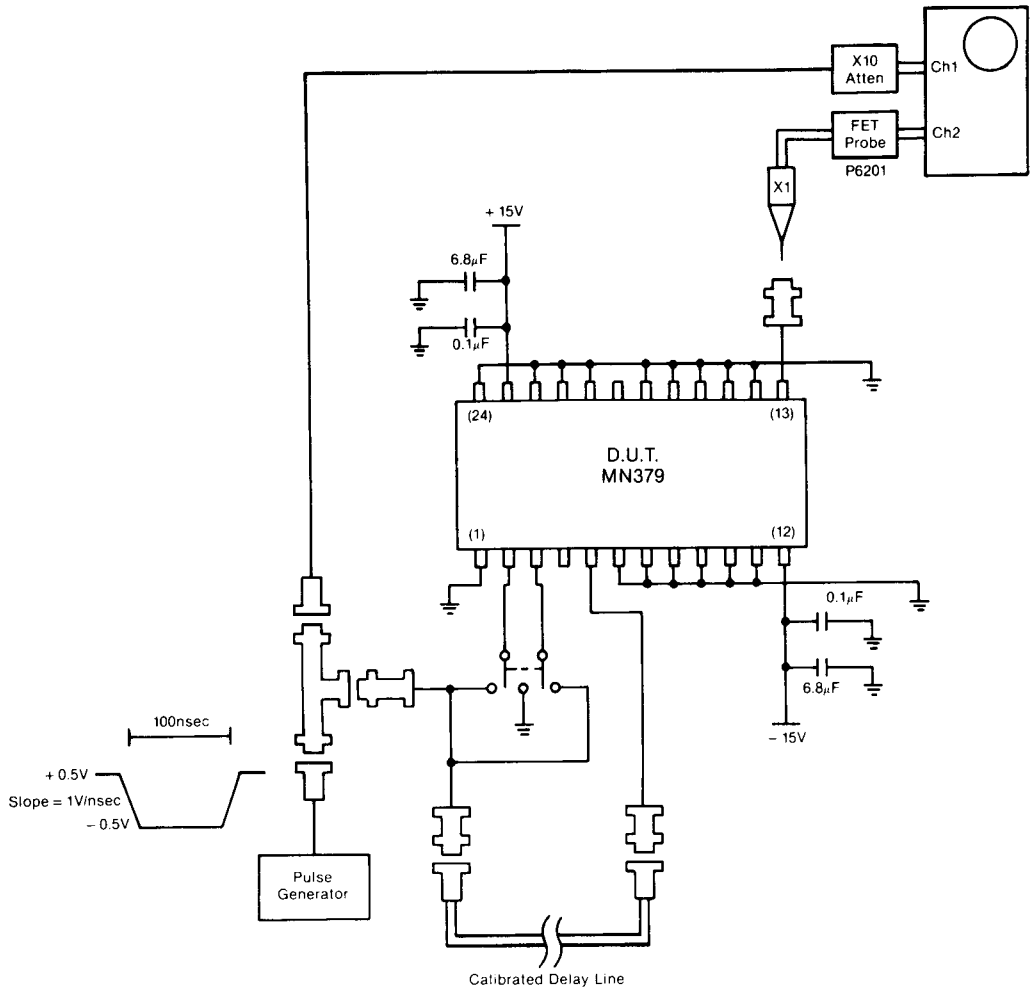 X10
Atten
Ch1
FET
Probe
Ch2
P6201
X1
+ 15V
6.8μF
0.1μF
(24)
(13)
D.U.T.
MN379
(1)
(12)
0.1μF
6.8μF
- 15V
100nsec
+ 0.5V
Slope = 1V/nsec
- 0.5V
Pulse
Generator
Calibrated Delay Line